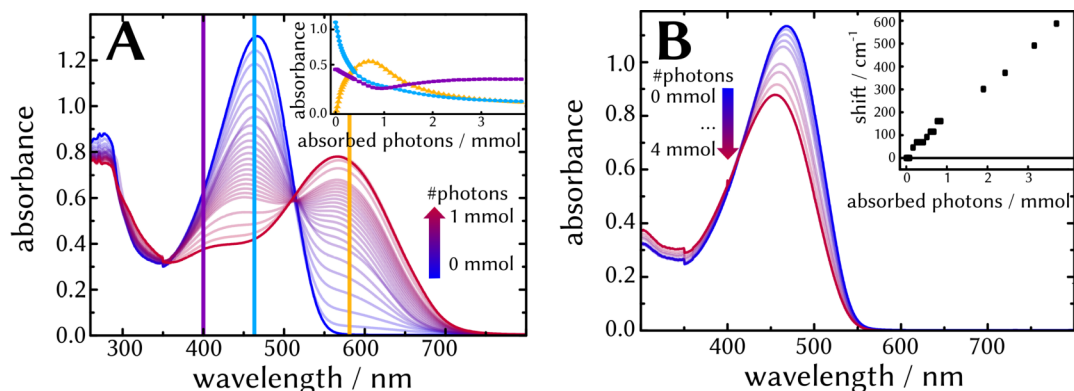 A
absorbance
1.2
1.0
0.8
0.6
0.4
0.2
0.0
300 400 500 600 700
wavelength / nm
absorbance
1.0
0.5
0.0
0 1 2 3
absorbed photons / mmol
#photons
1 mmol
0 mmol
B
absorbance
1.0
0.8
0.6
0.4
0.2
0.0
400 500 600 700
wavelength / nm
#photons
0 mmol
...
4 mmol
shift / cm⁻¹
600
500
400
300
200
100
0
0 1 2 3
absorbed photons / mmol